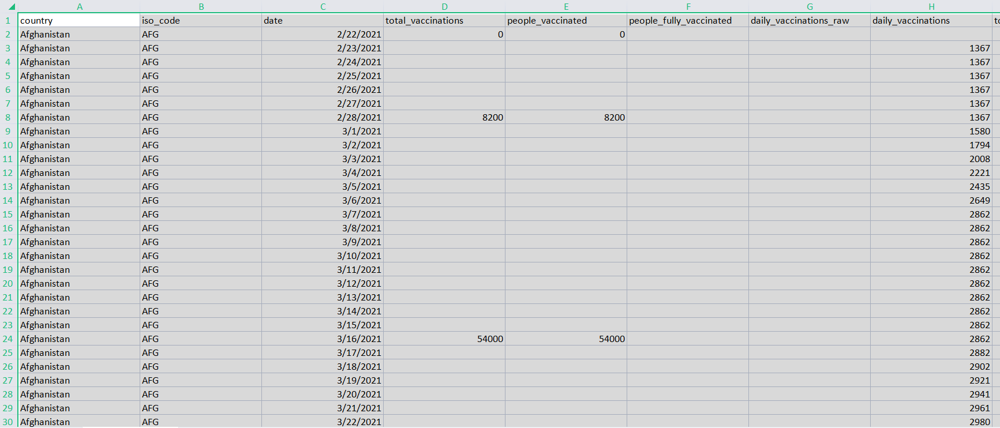 A B C D E F G H
1 country iso_code date total_vaccinations people_vaccinated people_fully_vaccinated daily_vaccinations_raw daily_vaccinations
2 Afghanistan AFG 2/22/2021 0 0
3 Afghanistan AFG 2/23/2021 1367
4 Afghanistan AFG 2/24/2021 1367
5 Afghanistan AFG 2/25/2021 1367
6 Afghanistan AFG 2/26/2021 1367
7 Afghanistan AFG 2/27/2021 1367
8 Afghanistan AFG 2/28/2021 8200 8200 1367
9 Afghanistan AFG 3/1/2021 1580
10 Afghanistan AFG 3/2/2021 1794
11 Afghanistan AFG 3/3/2021 2008
12 Afghanistan AFG 3/4/2021 2221
13 Afghanistan AFG 3/5/2021 2435
14 Afghanistan AFG 3/6/2021 2649
15 Afghanistan AFG 3/7/2021 2862
16 Afghanistan AFG 3/8/2021 2862
17 Afghanistan AFG 3/9/2021 2862
18 Afghanistan AFG 3/10/2021 2862
19 Afghanistan AFG 3/11/2021 2862
20 Afghanistan AFG 3/12/2021 2862
21 Afghanistan AFG 3/13/2021 2862
22 Afghanistan AFG 3/14/2021 2862
23 Afghanistan AFG 3/15/2021 2862
24 Afghanistan AFG 3/16/2021 54000 54000 2862
25 Afghanistan AFG 3/17/2021 2882
26 Afghanistan AFG 3/18/2021 2902
27 Afghanistan AFG 3/19/2021 2921
28 Afghanistan AFG 3/20/2021 2941
29 Afghanistan AFG 3/21/2021 2961
30 Afghanistan AFG 3/22/2021 2980